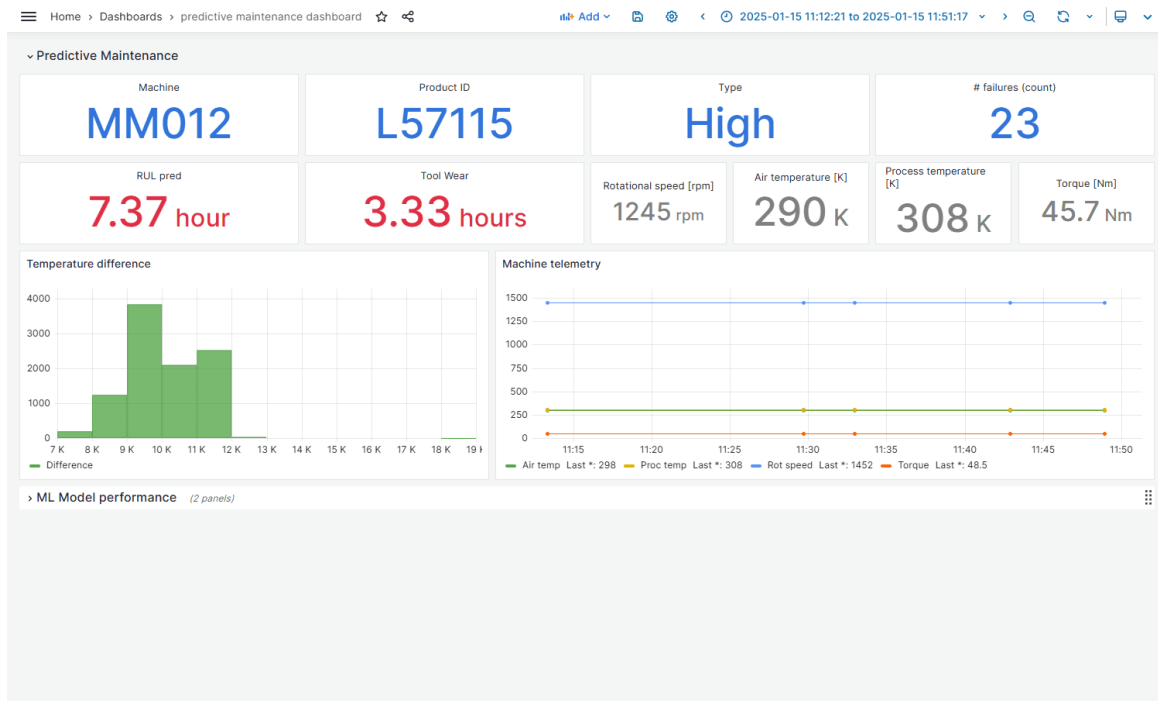 Home › Dashboards › predictive maintenance dashboard Add 2025-01-15 11:12:21 to 2025-01-15 11:51:17
Predictive Maintenance
Machine
MM012
Product ID
L57115
Type
High
# failures (count)
23
RUL pred
7.37 hour
Tool Wear
3.33 hours
Rotational speed [rpm]
1245 rpm
Air temperature [K]
290 K
Process temperature
[K]
308 K
Torque [Nm]
45.7 Nm
Temperature difference
4000
3000
2000
1000
0
7 K 8 K 9 K 10 K 11 K 12 K 13 K 14 K 15 K 16 K 17 K 18 K 19 K
Difference
Machine telemetry
1500
1250
1000
750
500
250
0
11:15 11:20 11:25 11:30 11:35 11:40 11:45 11:50
Air temp Last *: 298 Proc temp Last *: 308 Rot speed Last *: 1452 Torque Last *: 48.5
ML Model performance (2 panels)